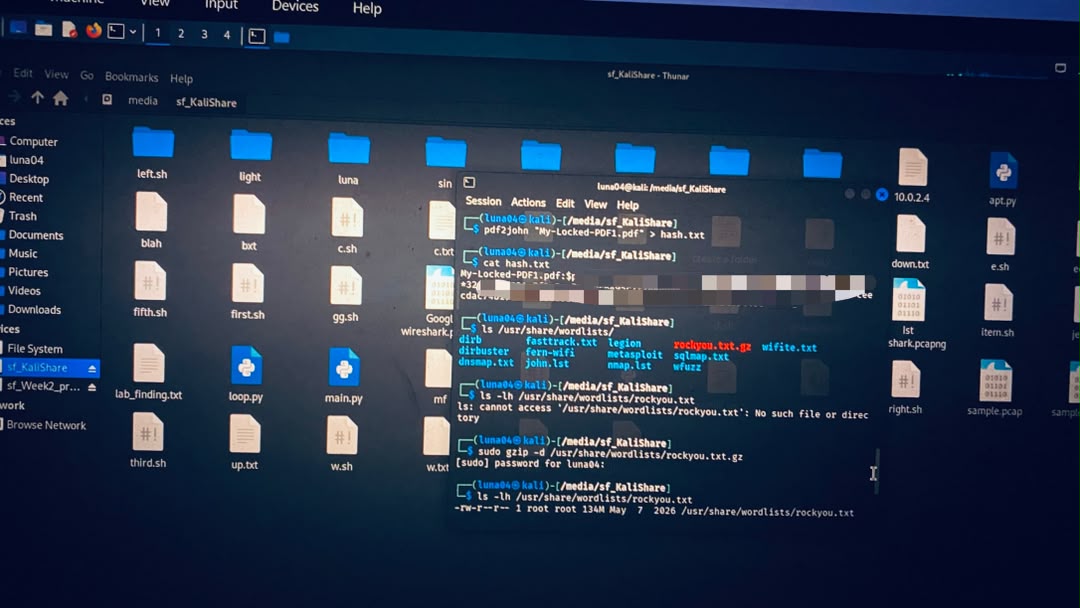 View
Input
Devices
Help
1 2 3 4
sf_KaliShare - Thunar
Edit View Go Bookmarks Help
media sf_KaliShare
Computer
luna04
Desktop
Recent
Trash
Documents
Music
Pictures
Videos
Downloads
File System
sf_KaliShare
sf_Week2_pr...
Browse Network
left.sh
light
luna
10.0.2.4
apt.py
blah
bxt
c.sh
down.txt
e.sh
fifth.sh
first.sh
gg.sh
wireshark.p
lst
shark.pcapng
item.sh
lab_finding.txt
loop.py
main.py
mf
right.sh
sample.pcap
third.sh
up.txt
w.sh
luna04@kali: /media/sf_KaliShare
Session Actions Edit View Help
(luna04㉿kali)-[/media/sf_KaliShare]
$ pdf2john "My-Locked-PDF1.pdf" > hash.txt
(luna04㉿kali)-[/media/sf_KaliShare]
$ cat hash.txt
My-Locked-PDF1.pdf:$p
*32
(luna04㉿kali)-[/media/sf_KaliShare]
$ ls /usr/share/wordlists/
dirb fasttrack.txt legion rockyou.txt.gz wifite.txt
dirbuster fern-wifi metasploit sqlmap.txt
dnsmap.txt john.lst nmap.lst wfuzz
(luna04㉿kali)-[/media/sf_KaliShare]
$ ls -lh /usr/share/wordlists/rockyou.txt
ls: cannot access '/usr/share/wordlists/rockyou.txt': No such file or direc
tory
(luna04㉿kali)-[/media/sf_KaliShare]
$ sudo gzip -d /usr/share/wordlists/rockyou.txt.gz
[sudo] password for luna04:
(luna04㉿kali)-[/media/sf_KaliShare]
$ ls -lh /usr/share/wordlists/rockyou.txt
-rw-r--r-- 1 root root 134M May 7 2026 /usr/share/wordlists/rockyou.txt